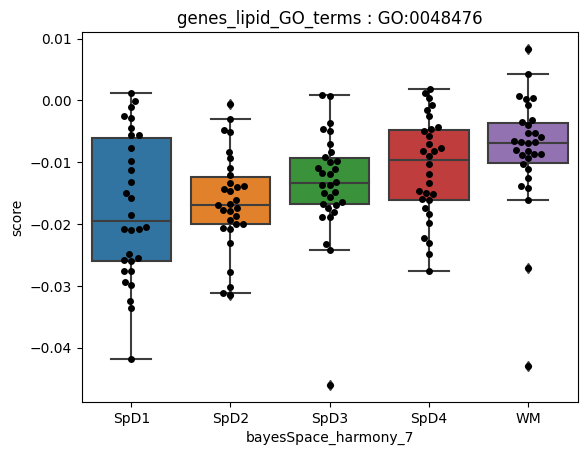 genes_lipid_GO_terms : GO:0048476
0.01
0.00
−0.01
−0.02
−0.03
−0.04
score
SpD1 SpD2 SpD3 SpD4 WM
bayesSpace_harmony_7